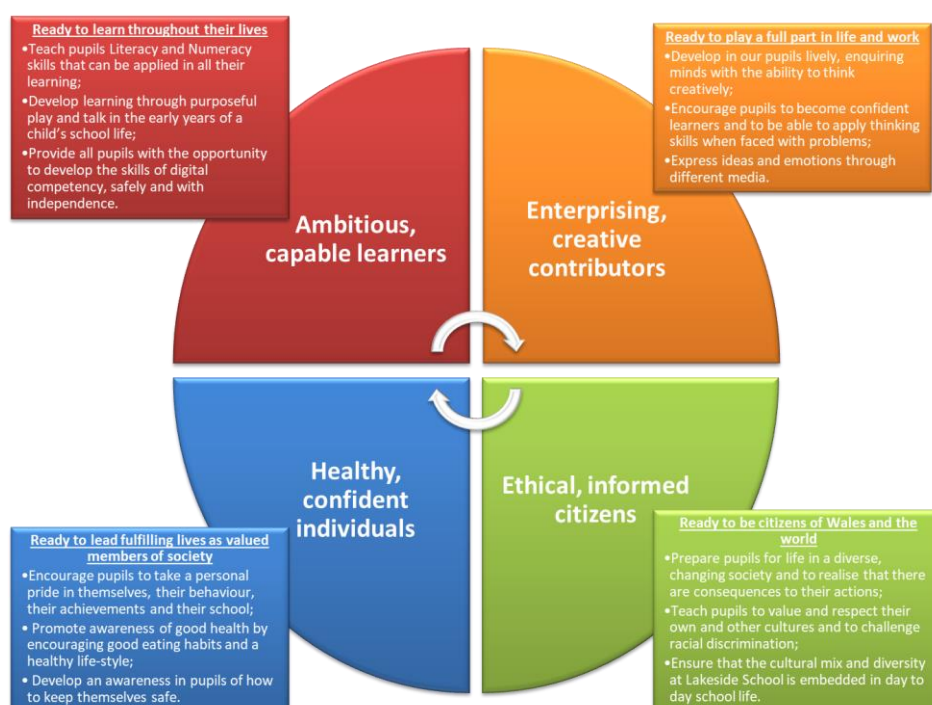 Ready to learn throughout their lives
•Teach pupils Literacy and Numeracy
skills that can be applied in all their
learning;
•Develop learning through purposeful
play and talk in the early years of a
child's school life;
•Provide all pupils with the opportunity
to develop the skills of digital
competency, safely and with
independence.
Ready to play a full part in life and work
•Develop in our pupils lively, enquiring
minds with the ability to think
creatively;
•Encourage pupils to become confident
learners and to be able to apply thinking
skills when faced with problems;
•Express ideas and emotions through
different media.
Ambitious,
capable learners
Enterprising,
creative
contributors
Healthy,
confident
individuals
Ethical, informed
citizens
Ready to lead fulfilling lives as valued
members of society
•Encourage pupils to take a personal
pride in themselves, their behaviour,
their achievements and their school;
• Promote awareness of good health by
encouraging good eating habits and a
healthy life-style;
• Develop an awareness in pupils of how
to keep themselves safe.
Ready to be citizens of Wales and the
world
•Prepare pupils for life in a diverse,
changing society and to realise that there
are consequences to their actions;
•Teach pupils to value and respect their
own and other cultures and to challenge
racial discrimination;
•Ensure that the cultural mix and diversity
at Lakeside School is embedded in day to
day school life.